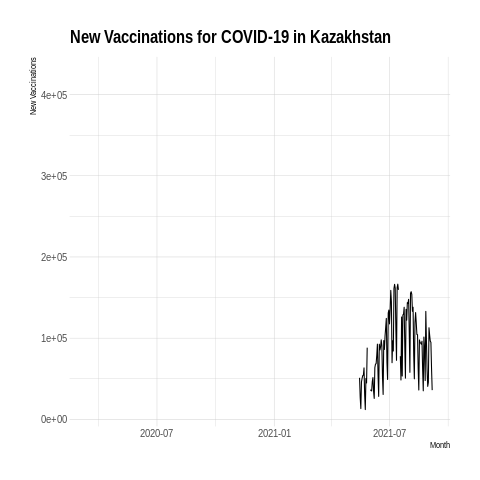 New Vaccinations for COVID-19 in Kazakhstan
New Vaccinations
4e+05
3e+05
2e+05
1e+05
0e+00
2020-07 2021-01 2021-07
Month